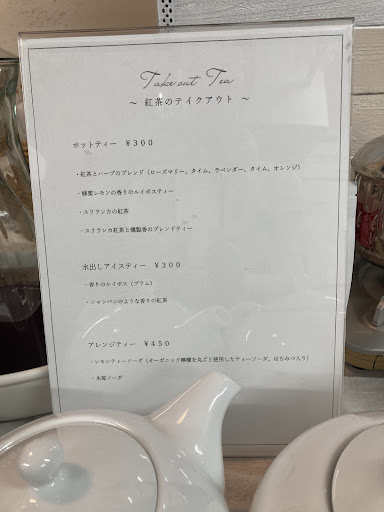 Take out Tea
～ 紅茶のテイクアウト ～
ホットティー ￥３００
・紅茶とハーブのブレンド（ローズマリー、タイム、ラベンダー、タイム、オレンジ）
・蜂蜜レモンの香りのルイボスティー
・スリランカの紅茶
・スリランカ紅茶と燻製香のブレンドティー
水出しアイスティー ￥３００
・香りのルイボス（プラム）
・シャンパンのような香りの紅茶
アレンジティー ￥４５０
・レモンティーソーダ（オーガニック檸檬を丸ごと使用したティーソーダ。はちみつ入り）
・木苺ソーダ